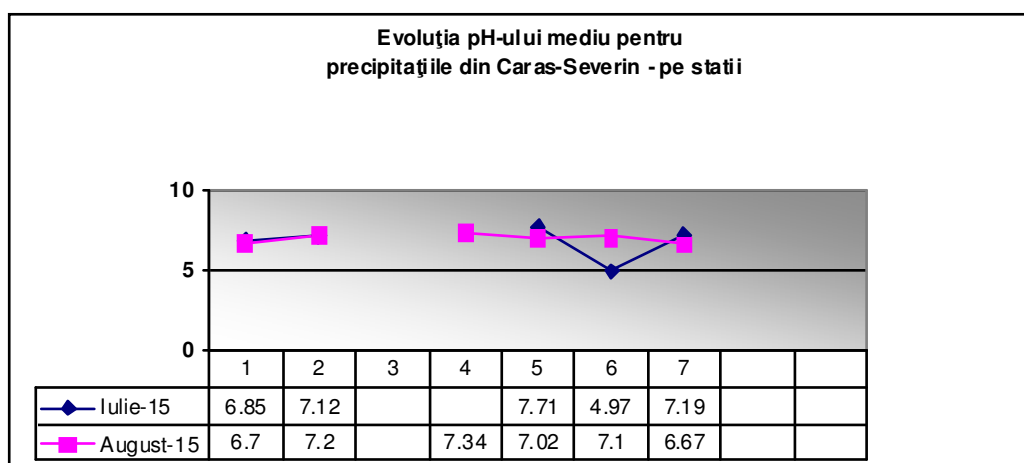 Evoluţia pH-ului mediu pentru
precipitaţiile din Caras-Severin - pe statii
10
5
0
1 2 3 4 5 6 7
Iulie-15 6.85 7.12 7.71 4.97 7.19
August-15 6.7 7.2 7.34 7.02 7.1 6.67